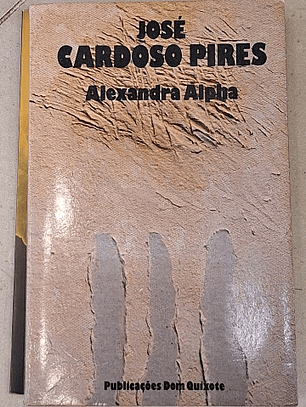 JOSÉ
CARDOSO PIRES
Alexandra Alpha
Publicações Dom Quixote